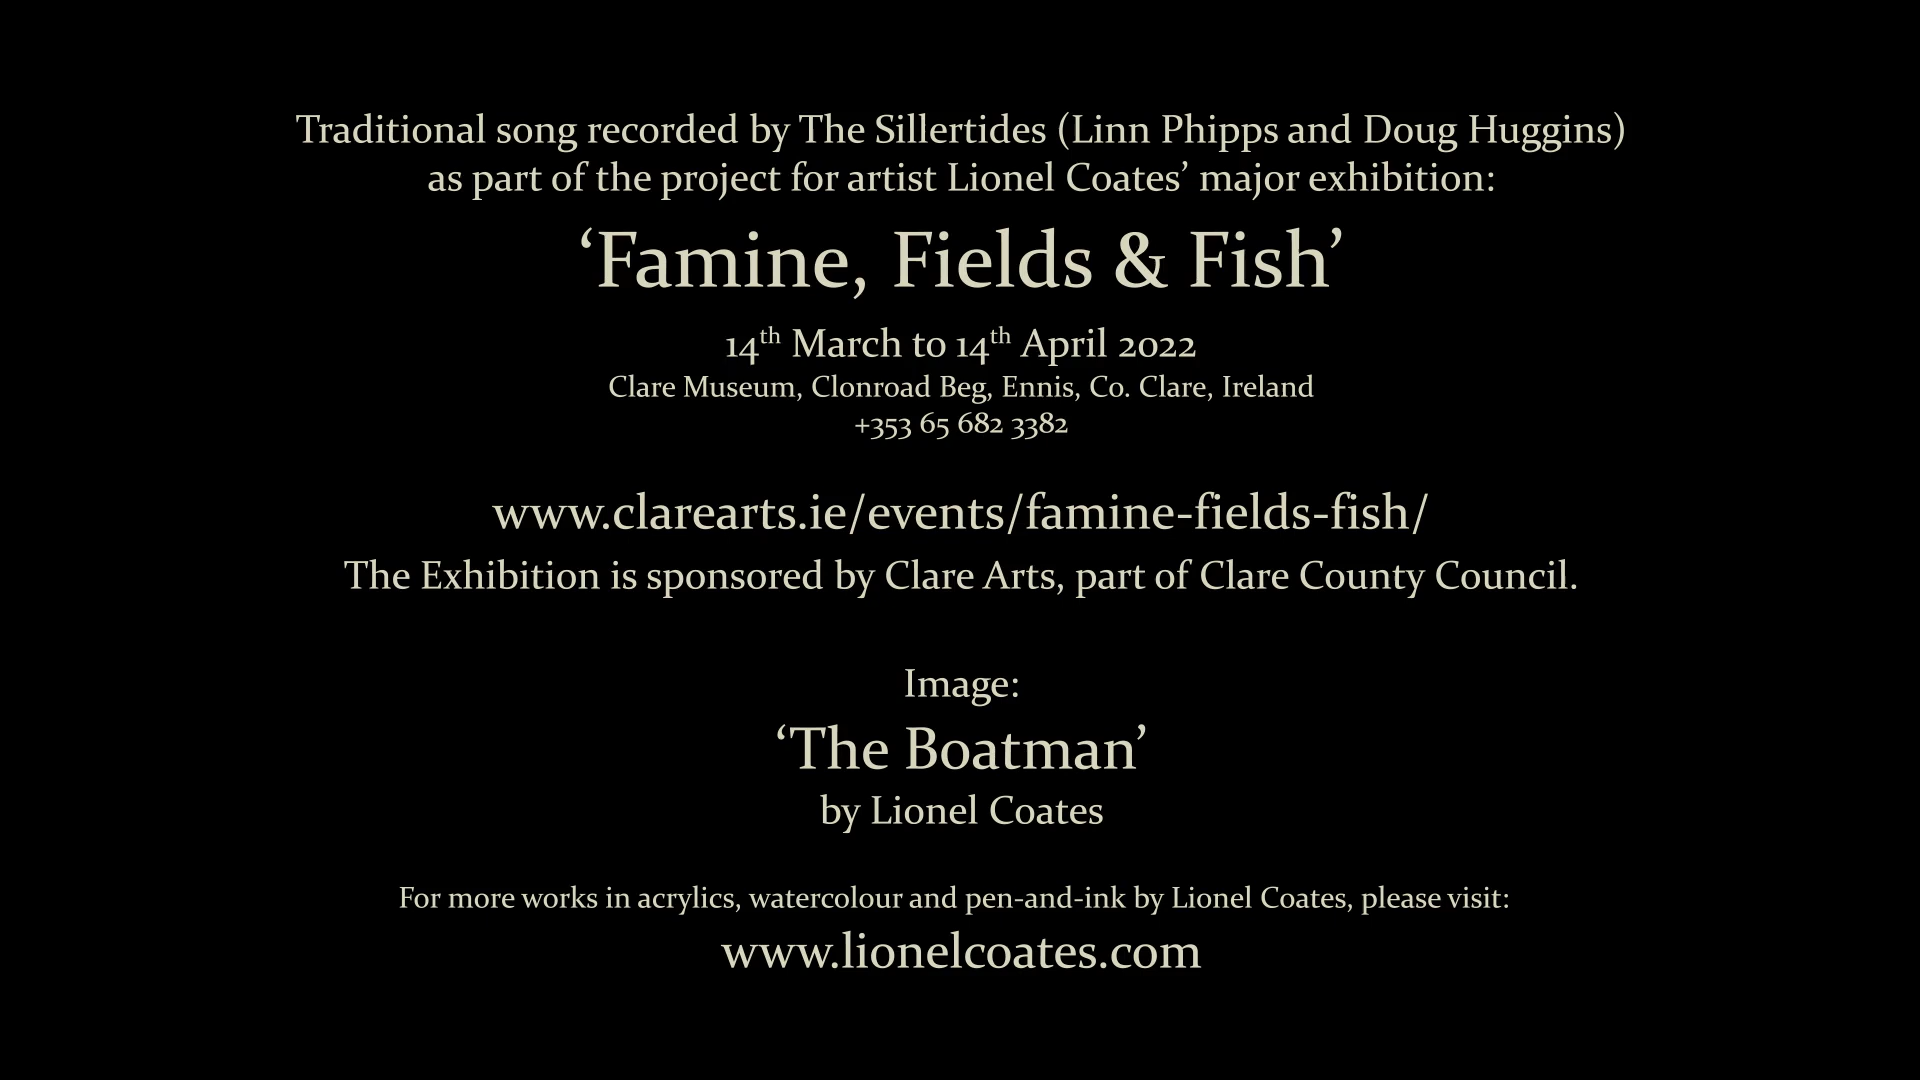 Traditional song recorded by The Sillertides (Linn Phipps and Doug Huggins)
as part of the project for artist Lionel Coates’ major exhibition:
‘Famine, Fields & Fish’
14th March to 14th April 2022
Clare Museum, Clonroad Beg, Ennis, Co. Clare, Ireland
+353 65 682 3382
www.clarearts.ie/events/famine-fields-fish/
The Exhibition is sponsored by Clare Arts, part of Clare County Council.
Image:
‘The Boatman’
by Lionel Coates
For more works in acrylics, watercolour and pen-and-ink by Lionel Coates, please visit:
www.lionelcoates.com